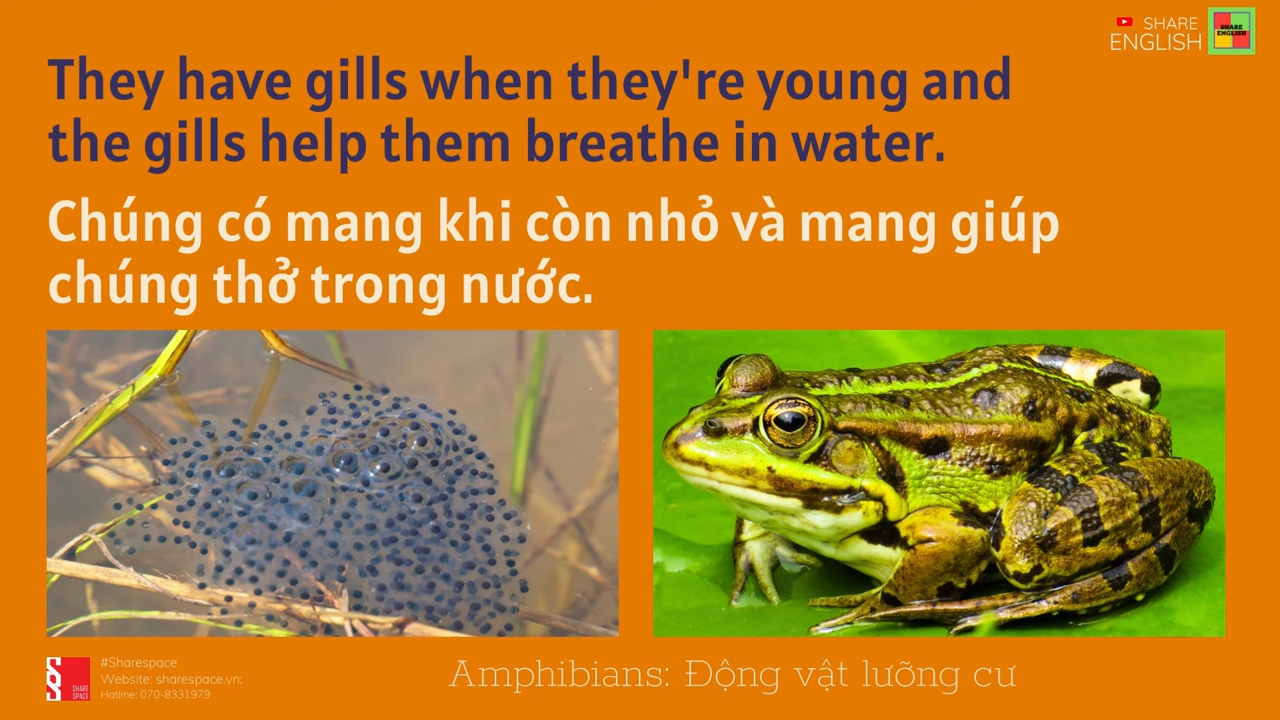 SHARE
ENGLISH
SHARE
ENGLISH
They have gills when they're young and
the gills help them breathe in water.
Chúng có mang khi còn nhỏ và mang giúp
chúng thở trong nước.
SHARE
SPACE
#Sharespace
Website: sharespace.vn;
Hotline: 070-8331979
Amphibians: Động vật lưỡng cư